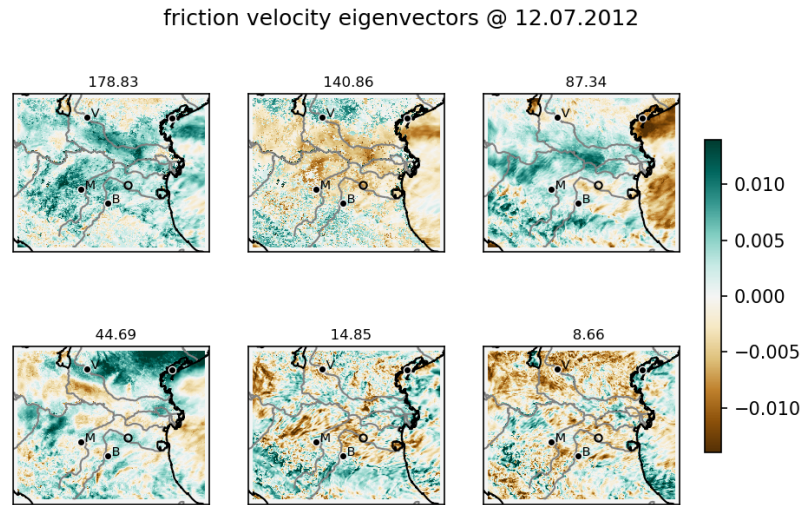 friction velocity eigenvectors @ 12.07.2012
178.83 140.86 87.34
V
M
B
V
M
B
V
M
B
0.010
0.005
0.000
−0.005
−0.010
44.69 14.85 8.66
V
M
B
V
M
B
V
M
B